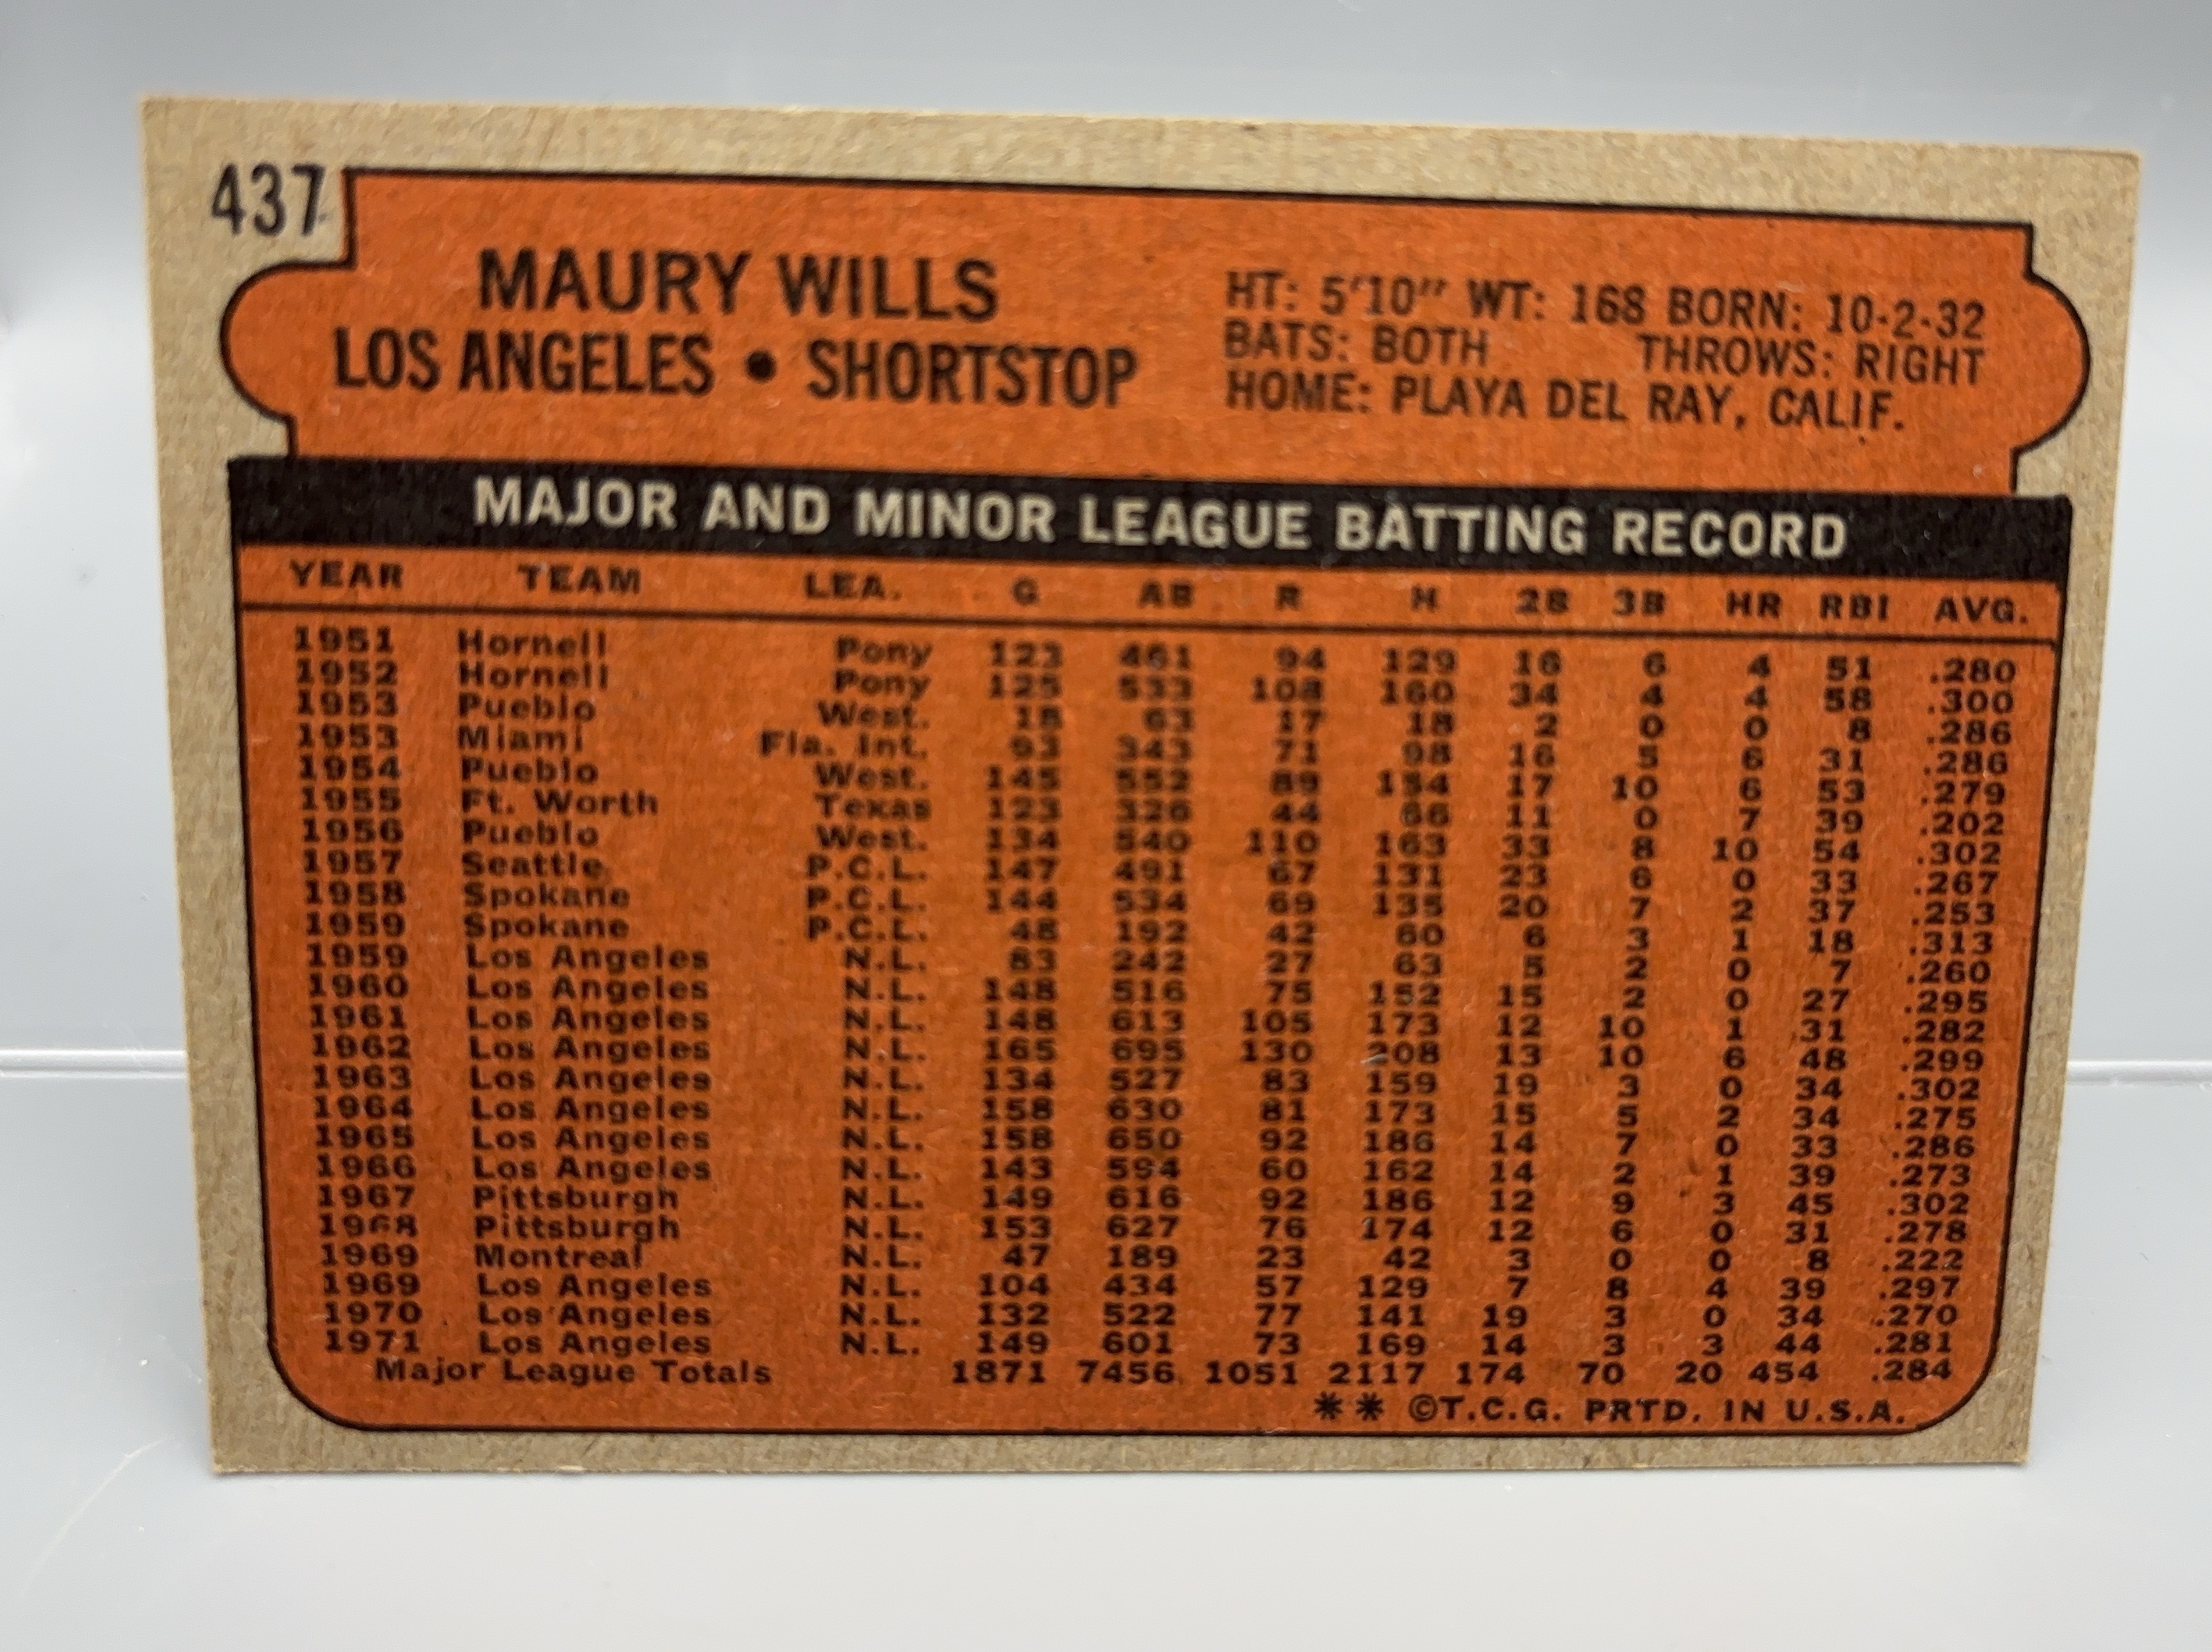 437
MAURY WILLS
LOS ANGELES • SHORTSTOP
HT: 5'10" WT: 168 BORN: 10-2-32
BATS: BOTH THROWS: RIGHT
HOME: PLAYA DEL RAY, CALIF.
MAJOR AND MINOR LEAGUE BATTING RECORD
YEAR TEAM LEA. G AB R H 2B 3B HR RBI AVG.
1951 Hornell Pony 123 461 94 129 16 6 4 51 .280
1952 Hornell Pony 125 533 108 160 34 4 4 58 .300
1953 Pueblo West. 18 63 17 18 2 0 0 8 .286
1953 Miami Fla. Int. 93 343 71 98 16 5 6 31 .286
1954 Pueblo West. 145 552 89 154 17 10 6 53 .279
1955 Ft. Worth Texas 123 326 44 66 11 0 7 39 .202
1956 Pueblo West. 134 540 110 163 33 8 10 54 .302
1957 Seattle P.C.L. 147 491 67 131 23 6 0 33 .267
1958 Spokane P.C.L. 144 534 69 135 20 7 2 37 .253
1959 Spokane P.C.L. 48 192 42 60 6 3 1 18 .313
1959 Los Angeles N.L. 83 242 27 63 5 2 0 7 .260
1960 Los Angeles N.L. 148 516 75 152 15 2 0 27 .295
1961 Los Angeles N.L. 148 613 105 173 12 10 1 31 .282
1962 Los Angeles N.L. 165 695 130 208 13 10 6 48 .299
1963 Los Angeles N.L. 134 527 83 159 19 3 0 34 .302
1964 Los Angeles N.L. 158 630 81 173 15 5 2 34 .275
1965 Los Angeles N.L. 158 650 92 186 14 7 0 33 .286
1966 Los Angeles N.L. 143 594 60 162 14 2 1 39 .273
1967 Pittsburgh N.L. 149 616 92 186 12 9 3 45 .302
1968 Pittsburgh N.L. 153 627 76 174 12 6 0 31 .278
1969 Montreal N.L. 47 189 23 42 3 0 0 8 .222
1969 Los Angeles N.L. 104 434 57 129 7 8 4 39 .297
1970 Los Angeles N.L. 132 522 77 141 19 3 0 34 .270
1971 Los Angeles N.L. 149 601 73 169 14 3 3 44 .281
Major League Totals 1871 7456 1051 2117 174 70 20 454 .284
** ©T.C.G. PRTD. IN U.S.A.